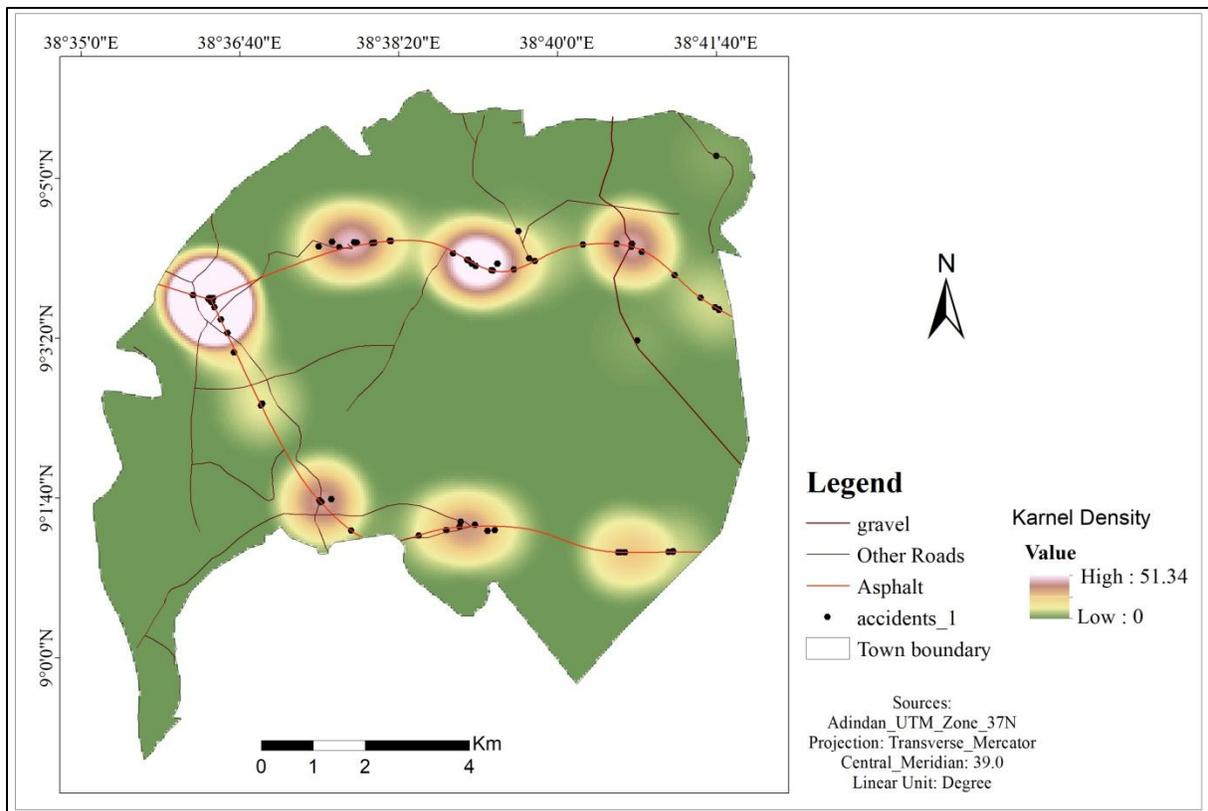 38°35'0"E 38°36'40"E 38°38'20"E 38°40'0"E 38°41'40"E
9°5'0"N
9°3'20"N
9°1'40"N
9°0'0"N
N
Km
0 1 2 4
Legend
gravel
Other Roads
Asphalt
accidents_1
Town boundary
Karnel Density
Value
High : 51.34
Low : 0
Sources:
Adindan_UTM_Zone_37N
Projection: Transverse_Mercator
Central_Meridian: 39.0
Linear Unit: Degree